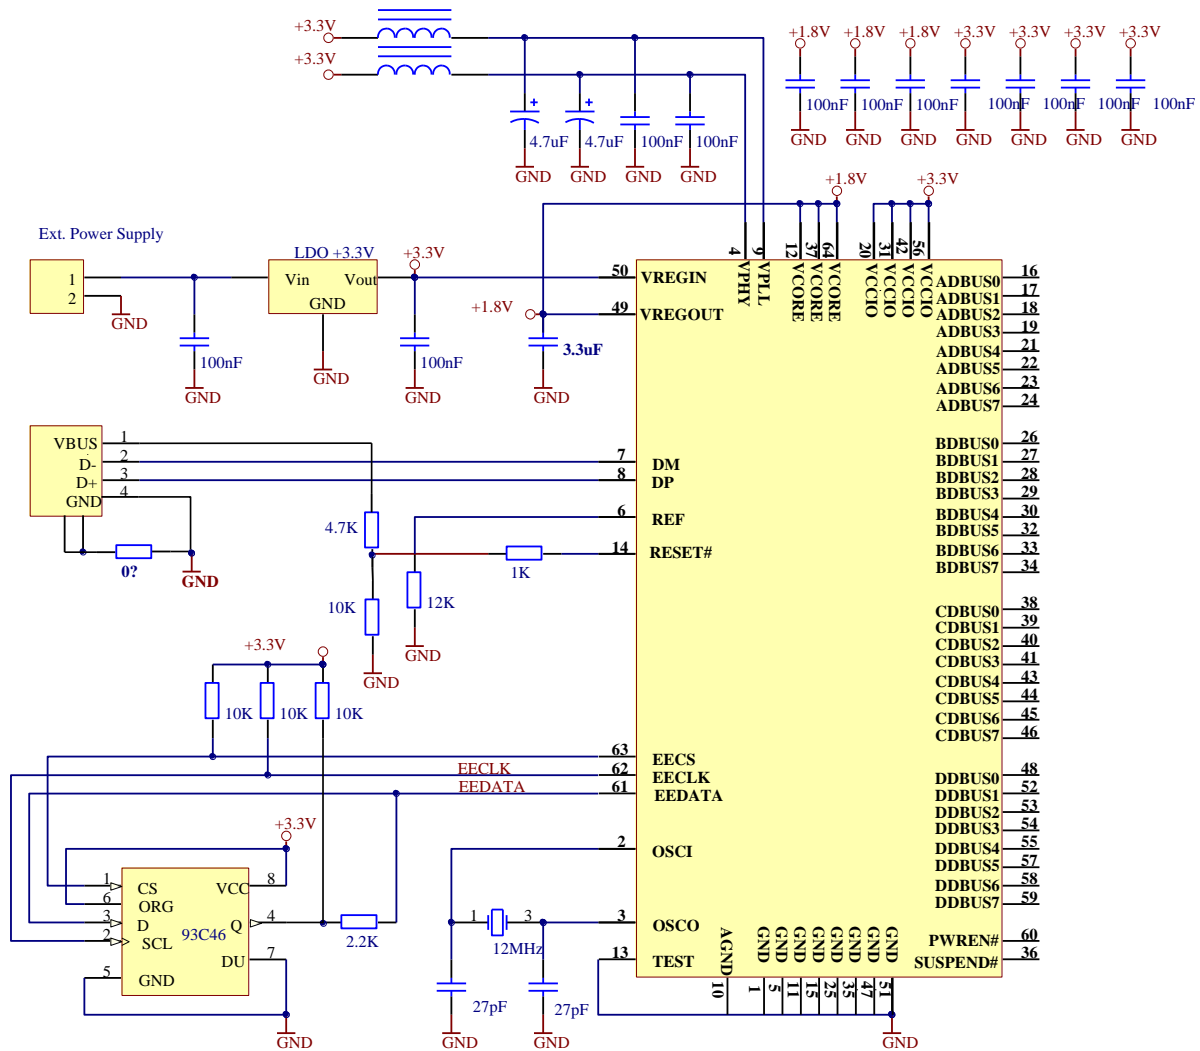 +3.3V
+3.3V
4.7uF 4.7uF 100nF 100nF
GND GND GND GND
+1.8V +1.8V +1.8V +3.3V +3.3V +3.3V +3.3V
100nF 100nF 100nF 100nF 100nF 100nF 100nF
GND GND GND GND GND GND GND
+1.8V +3.3V
Ext. Power Supply
1
2
GND
LDO +3.3V
Vin Vout
GND
+3.3V
100nF
GND
GND
100nF
GND
+1.8V
3.3uF
GND
50 VREGIN
49 VREGOUT
4 VPHY
9 VPLL
12 VCORE
37 VCORE
64 VCORE
20 VCCIO
31 VCCIO
42 VCCIO
56 VCCIO
VBUS 1
D- 2
D+ 3
GND 4
0?
GND
7 DM
8 DP
6 REF
14 RESET#
4.7K
1K
10K
12K
GND
GND
+3.3V
10K 10K 10K
63 EECS
EECLK 62 EECLK
EEDATA 61 EEDATA
+3.3V
1 CS
6 ORG
3 D
2 SCL
5 GND
93C46
VCC 8
Q 4
DU 7
2.2K
GND
2 OSCI
3 OSCO
13 TEST
1 3
12MHz
27pF 27pF
GND GND
AGND 10
GND 1
GND 5
GND 11
GND 15
GND 25
GND 35
GND 47
GND 51
GND
ADBUS0 16
ADBUS1 17
ADBUS2 18
ADBUS3 19
ADBUS4 21
ADBUS5 22
ADBUS6 23
ADBUS7 24
BDBUS0 26
BDBUS1 27
BDBUS2 28
BDBUS3 29
BDBUS4 30
BDBUS5 32
BDBUS6 33
BDBUS7 34
CDBUS0 38
CDBUS1 39
CDBUS2 40
CDBUS3 41
CDBUS4 43
CDBUS5 44
CDBUS6 45
CDBUS7 46
DDBUS0 48
DDBUS1 52
DDBUS2 53
DDBUS3 54
DDBUS4 55
DDBUS5 57
DDBUS6 58
DDBUS7 59
PWREN# 60
SUSPEND# 36